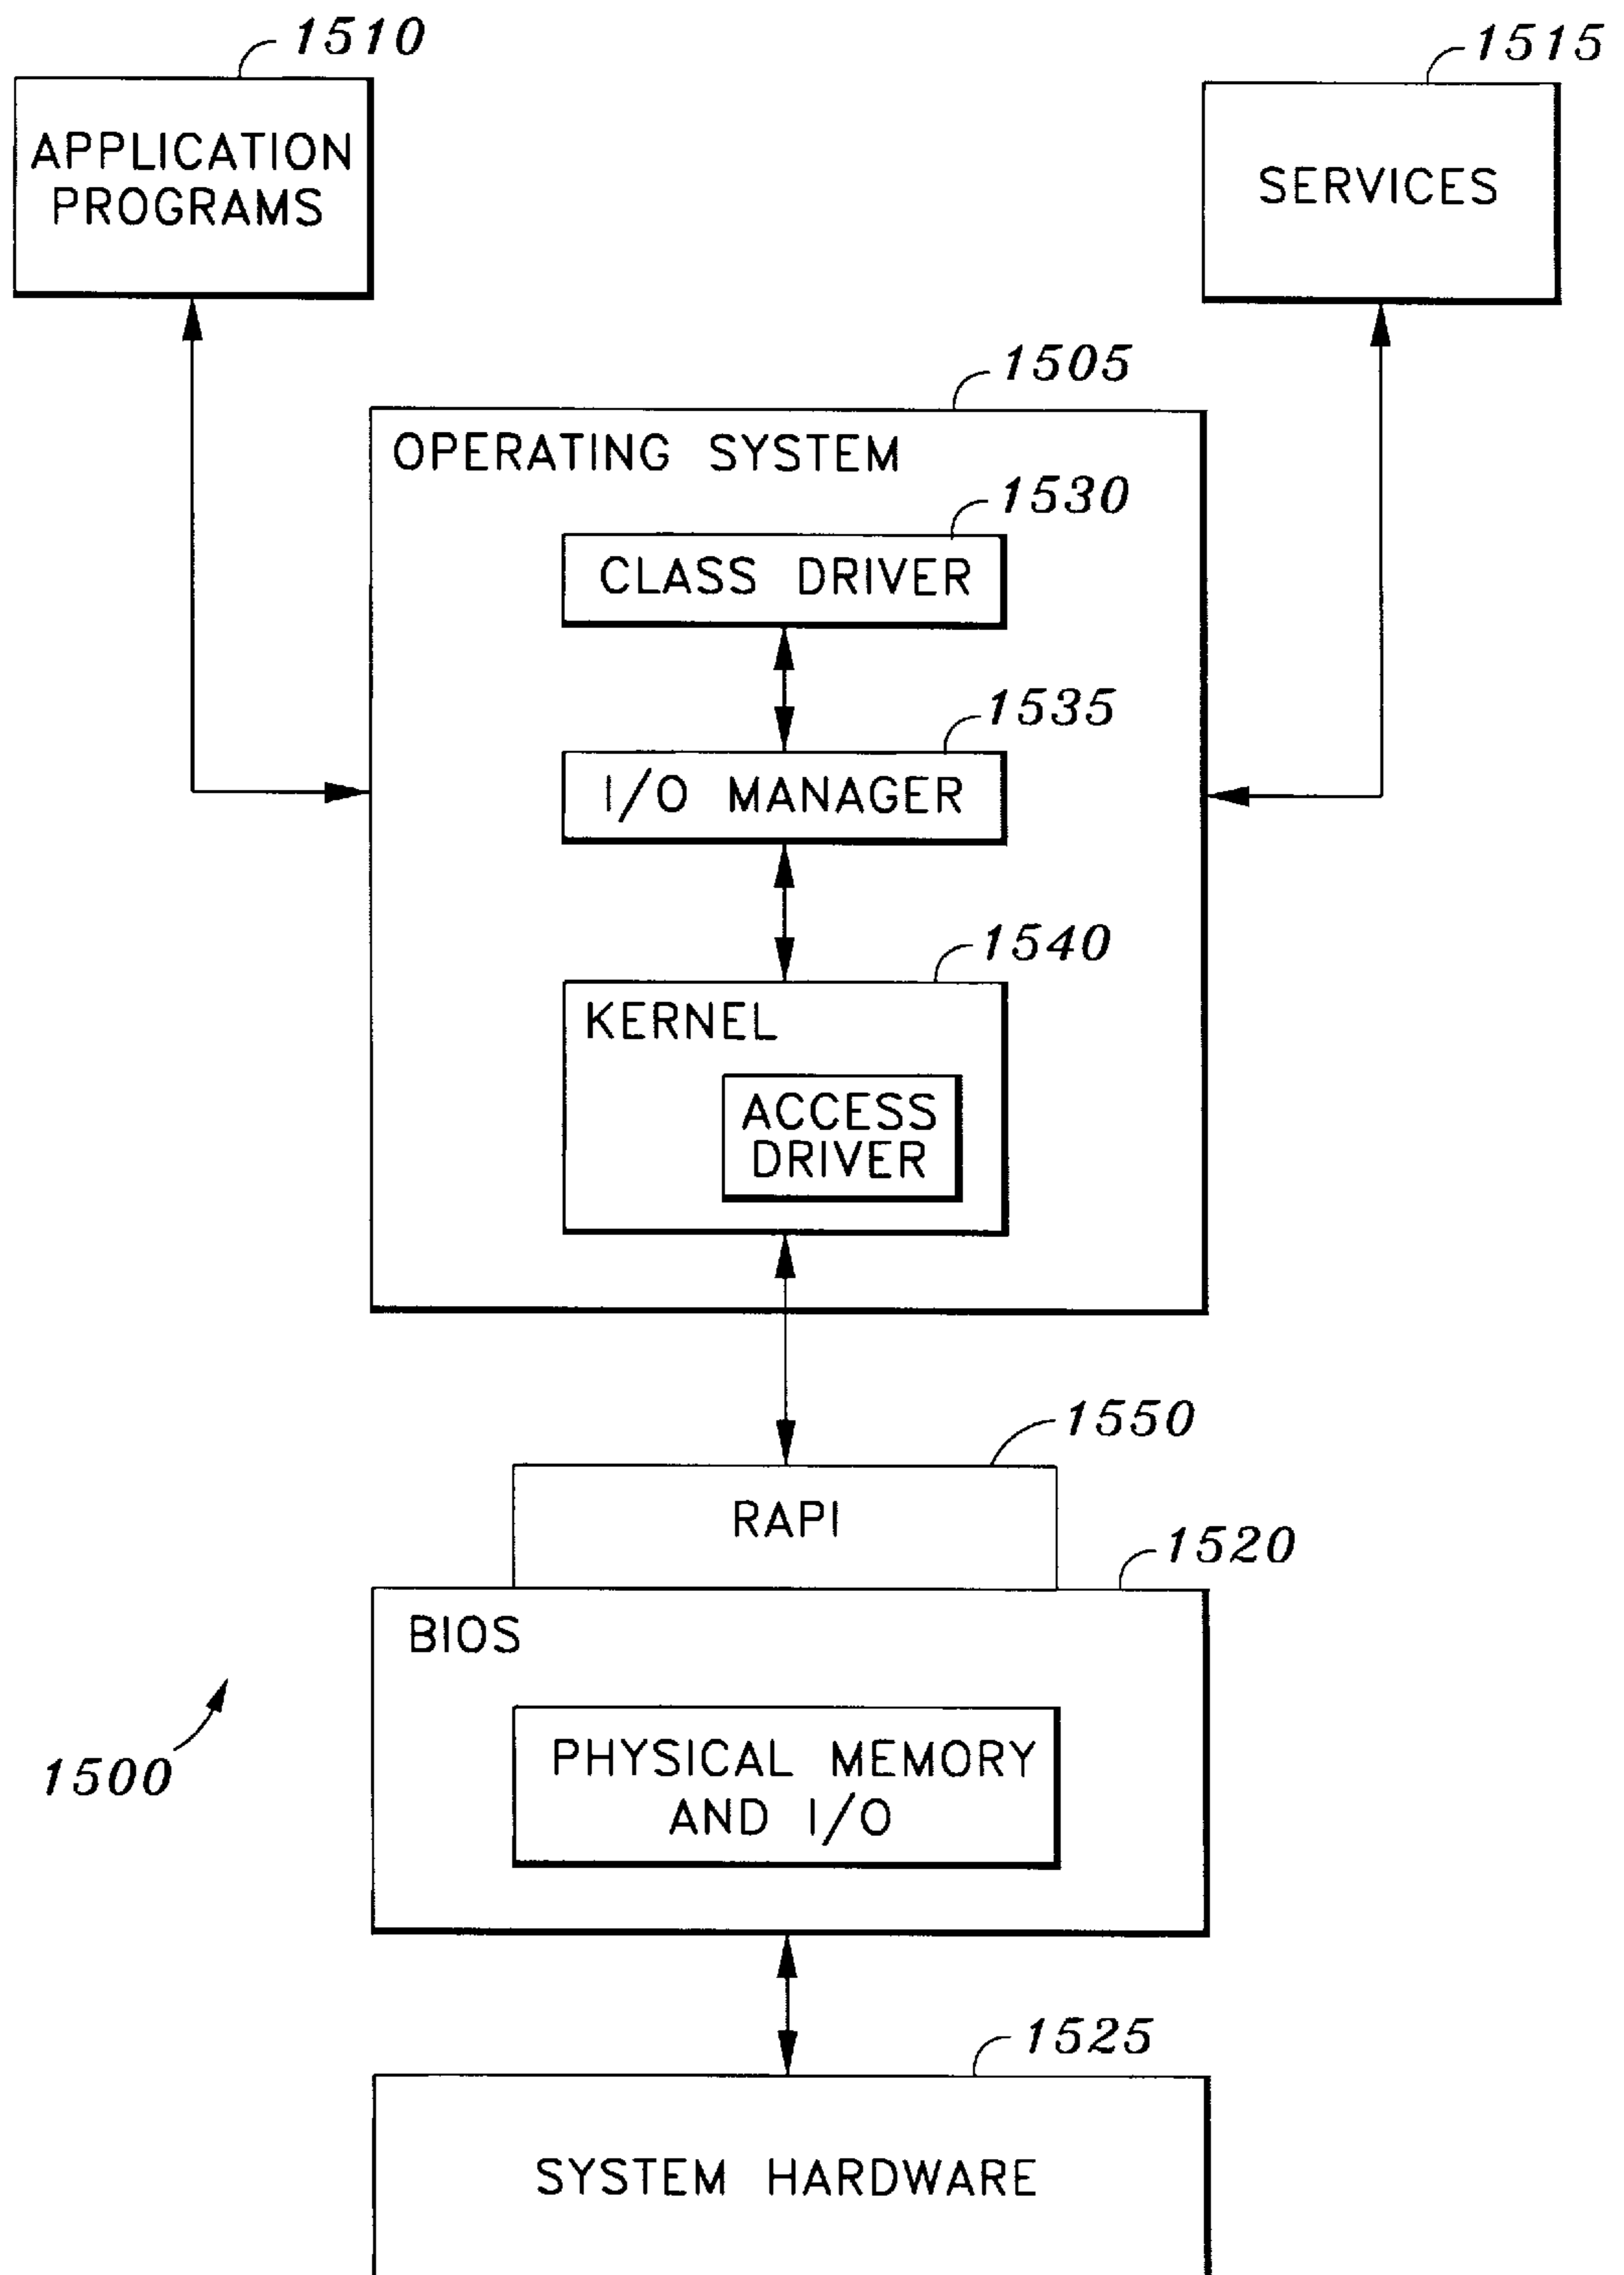 1510
1515
APPLICATION
PROGRAMS
SERVICES
1505
OPERATING SYSTEM
1530
CLASS DRIVER
1535
I/O MANAGER
1540
KERNEL
ACCESS
DRIVER
1550
RAPI
1520
BIOS
PHYSICAL MEMORY
AND I/O
1500
1525
SYSTEM HARDWARE